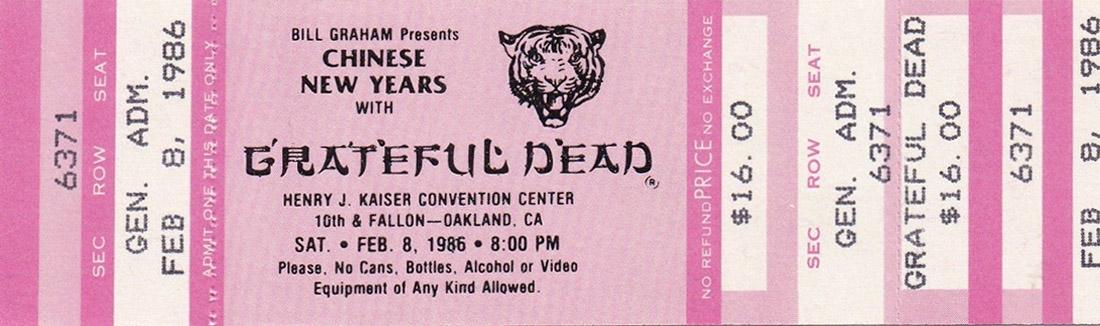 6371
SEC ROW SEAT
GEN. ADM.
FEB 8, 1986
ADMIT ONE THIS DATE ONLY
BILL GRAHAM Presents
CHINESE
NEW YEARS
WITH
GRATEFUL DEAD®
HENRY J. KAISER CONVENTION CENTER
10th & FALLON—OAKLAND, CA
SAT. • FEB. 8, 1986 • 8:00 PM
Please, No Cans, Bottles, Alcohol or Video
Equipment of Any Kind Allowed.
NO REFUND PRICE NO EXCHANGE
$16.00
SEC ROW SEAT
GEN. ADM.
6371
GRATEFUL DEAD
$16.00
6371
FEB 8, 1986